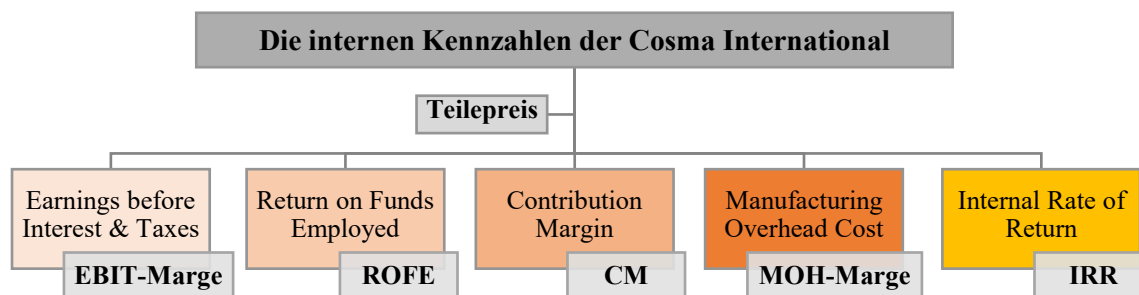 Die internen Kennzahlen der Cosma International
Teilepreis
Earnings before
Interest & Taxes
EBIT-Marge
Return on Funds
Employed
ROFE
Contribution
Margin
CM
Manufacturing
Overhead Cost
MOH-Marge
Internal Rate of
Return
IRR